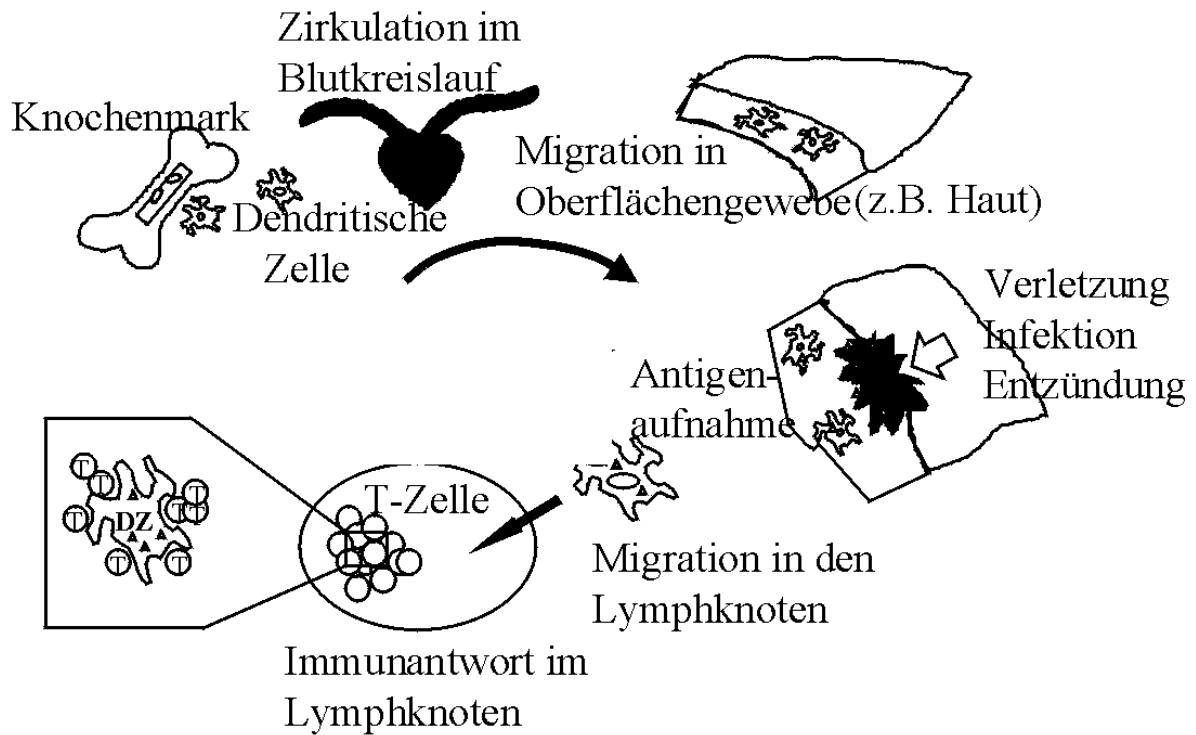 Zirkulation im
Blutkreislauf
Knochenmark
Migration in
Oberflächengewebe (z.B. Haut)
Dendritische
Zelle
Verletzung
Infektion
Entzündung
Antigen-
aufnahme
T-Zelle
T
T
T
DZ
T
T
T
T
T
Migration in den
Lymphknoten
Immunantwort im
Lymphknoten